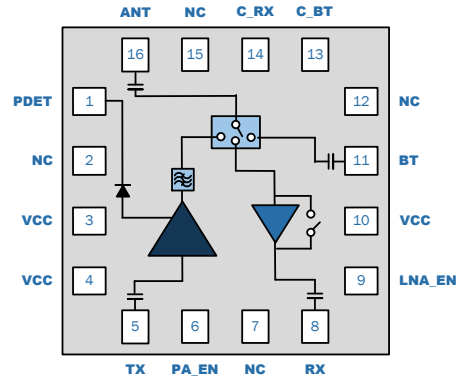 ANT NC C_RX C_BT
16 15 14 13
PDET 1 12 NC
NC 2 11 BT
VCC 3 10 VCC
VCC 4 9 LNA_EN
5 6 7 8
TX PA_EN NC RX